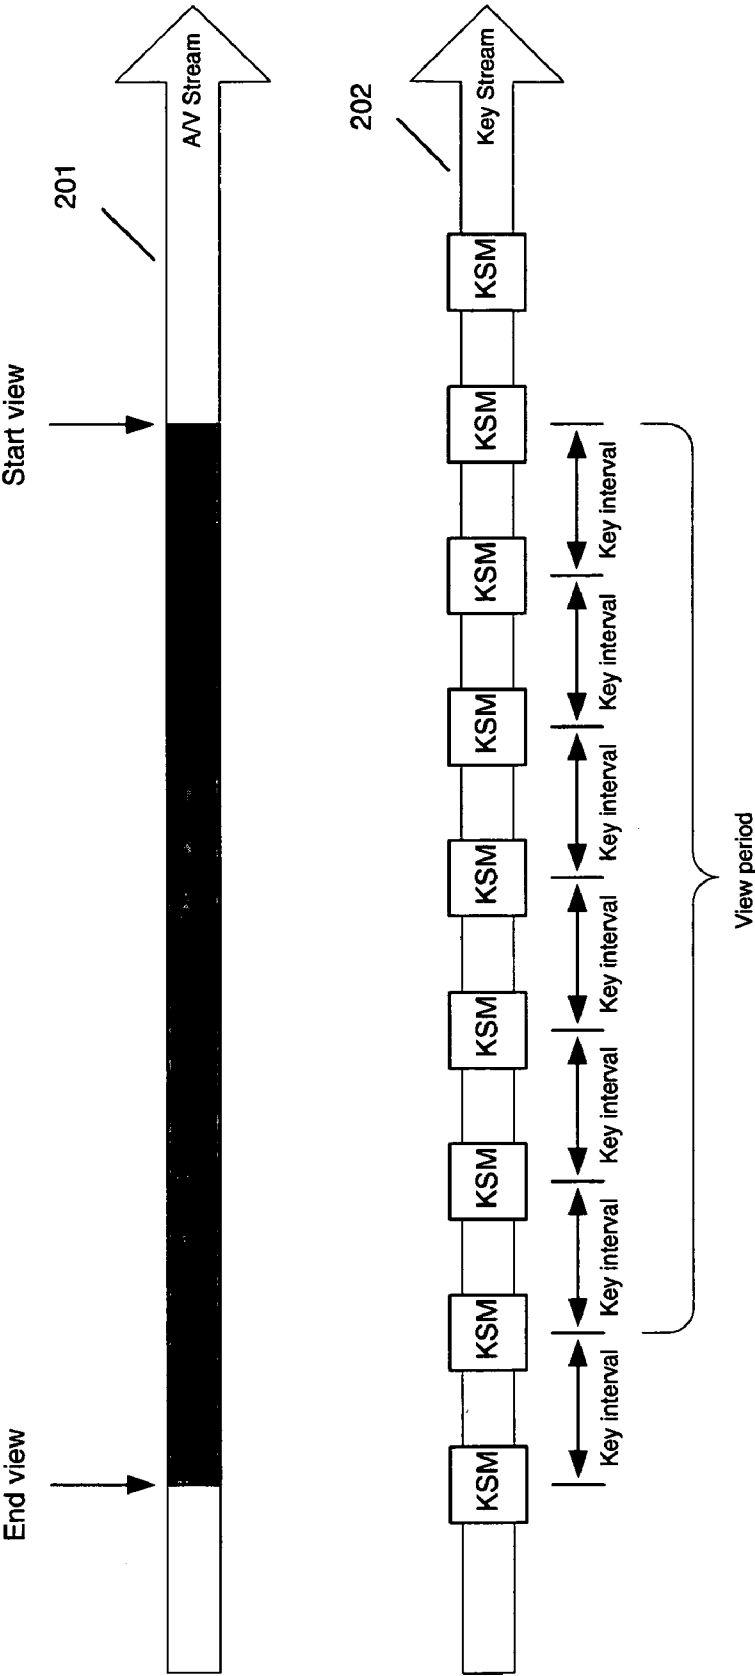 End view
Start view
201
A/V Stream
202
KSM
KSM
KSM
KSM
KSM
KSM
KSM
KSM
KSM
Key Stream
Key interval
Key interval
Key interval
Key interval
Key interval
Key interval
Key interval
View period